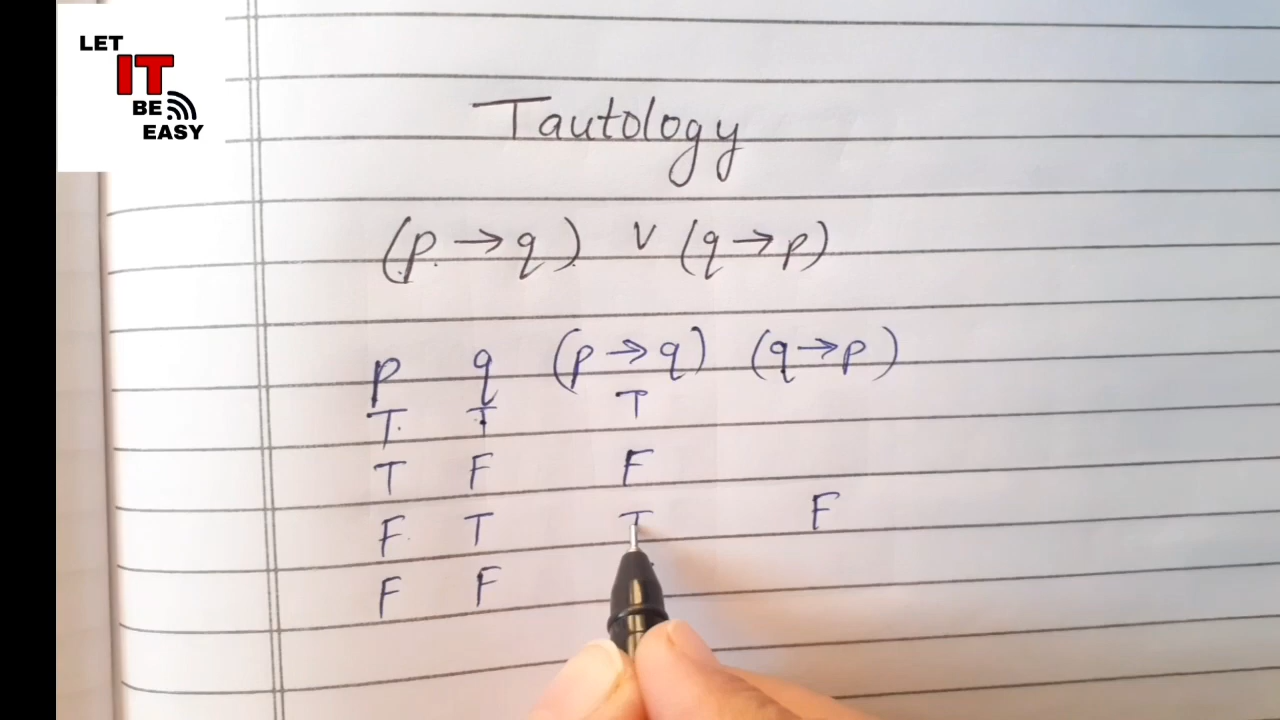 LET
IT
BE
EASY
Tautology
(p → q) v (q → p)
p q (p → q) (q → p)
T T T
T F F
F T T F
F F